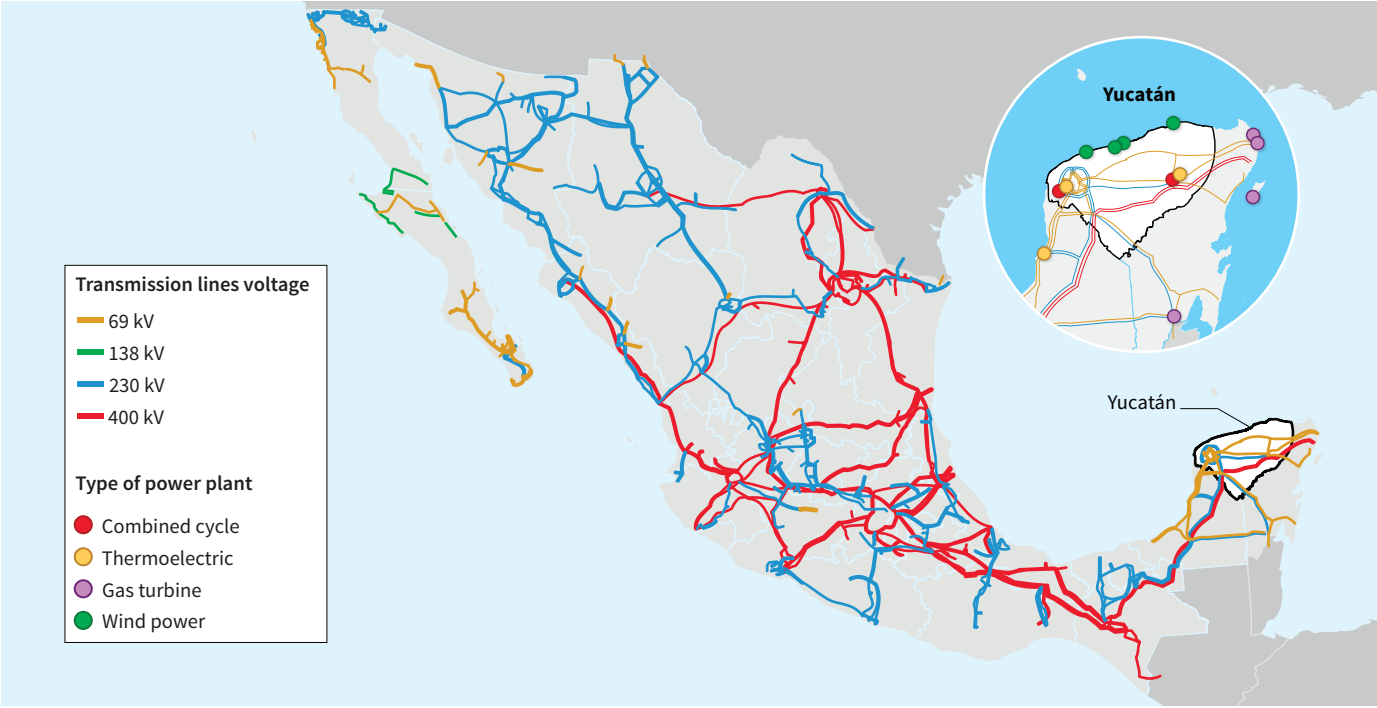 Yucatán
Transmission lines voltage
69 kV
138 kV
230 kV
400 kV
Yucatán
Type of power plant
Combined cycle
Thermoelectric
Gas turbine
Wind power